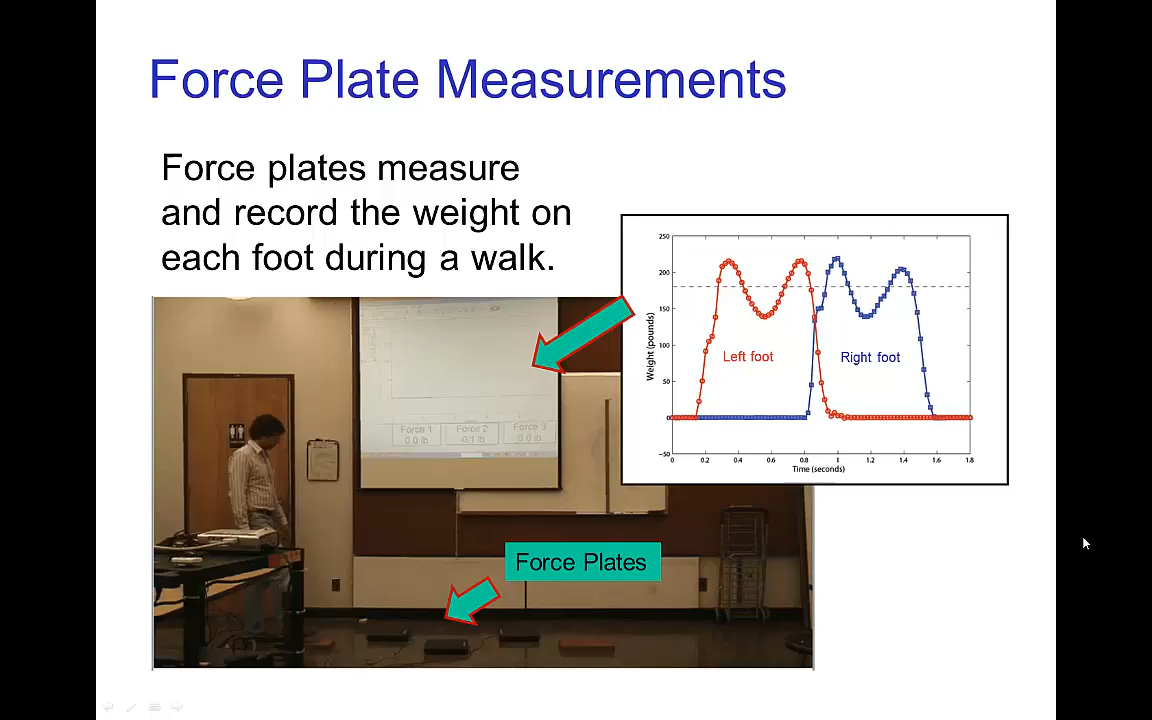 Force Plate Measurements
Force plates measure
and record the weight on
each foot during a walk.
250
200
150
100
50
0
−50
Weight (pounds)
Left foot
Right foot
0 0.2 0.4 0.6 0.8 1 1.2 1.4 1.6 1.8
Time (seconds)
Force 1
0.0 lb
Force 2
-0.1 lb
Force 3
0.0 lb
Force Plates